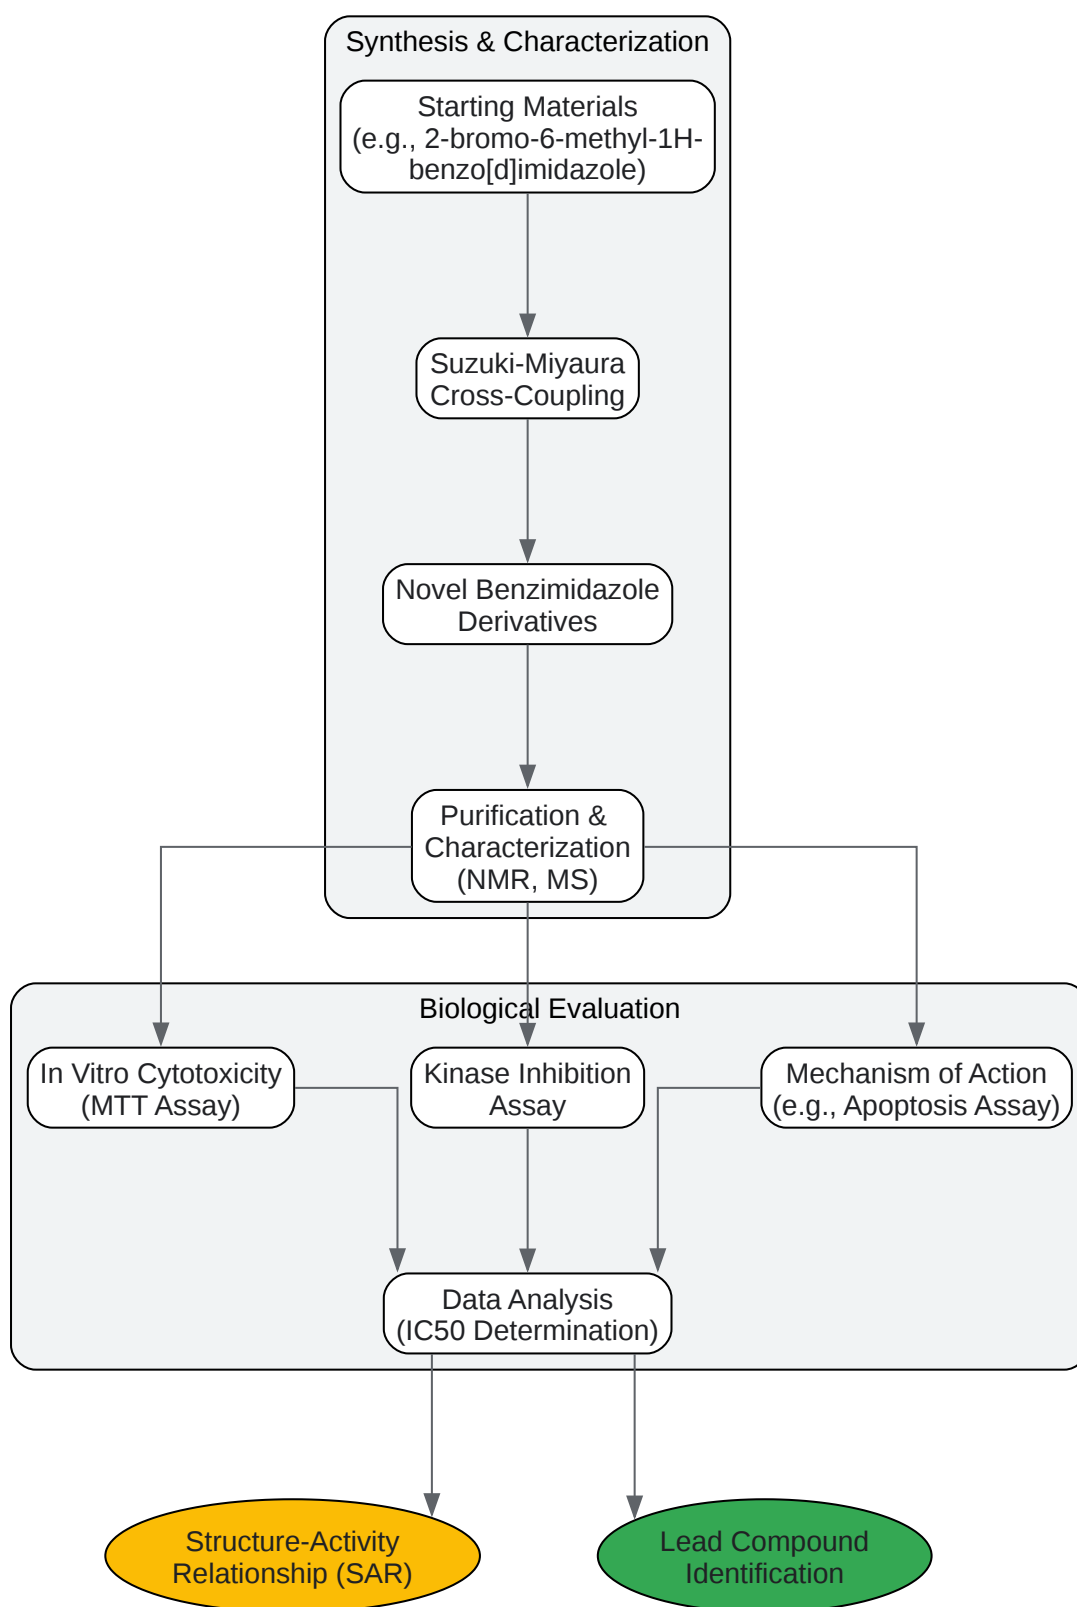 Synthesis & Characterization
Starting Materials
(e.g., 2-bromo-6-methyl-1H-
benzo[d]imidazole)
Suzuki-Miyaura
Cross-Coupling
Novel Benzimidazole
Derivatives
Purification &
Characterization
(NMR, MS)
Biological Evaluation
In Vitro Cytotoxicity
(MTT Assay)
Kinase Inhibition
Assay
Mechanism of Action
(e.g., Apoptosis Assay)
Data Analysis
(IC50 Determination)
Structure-Activity
Relationship (SAR)
Lead Compound
Identification